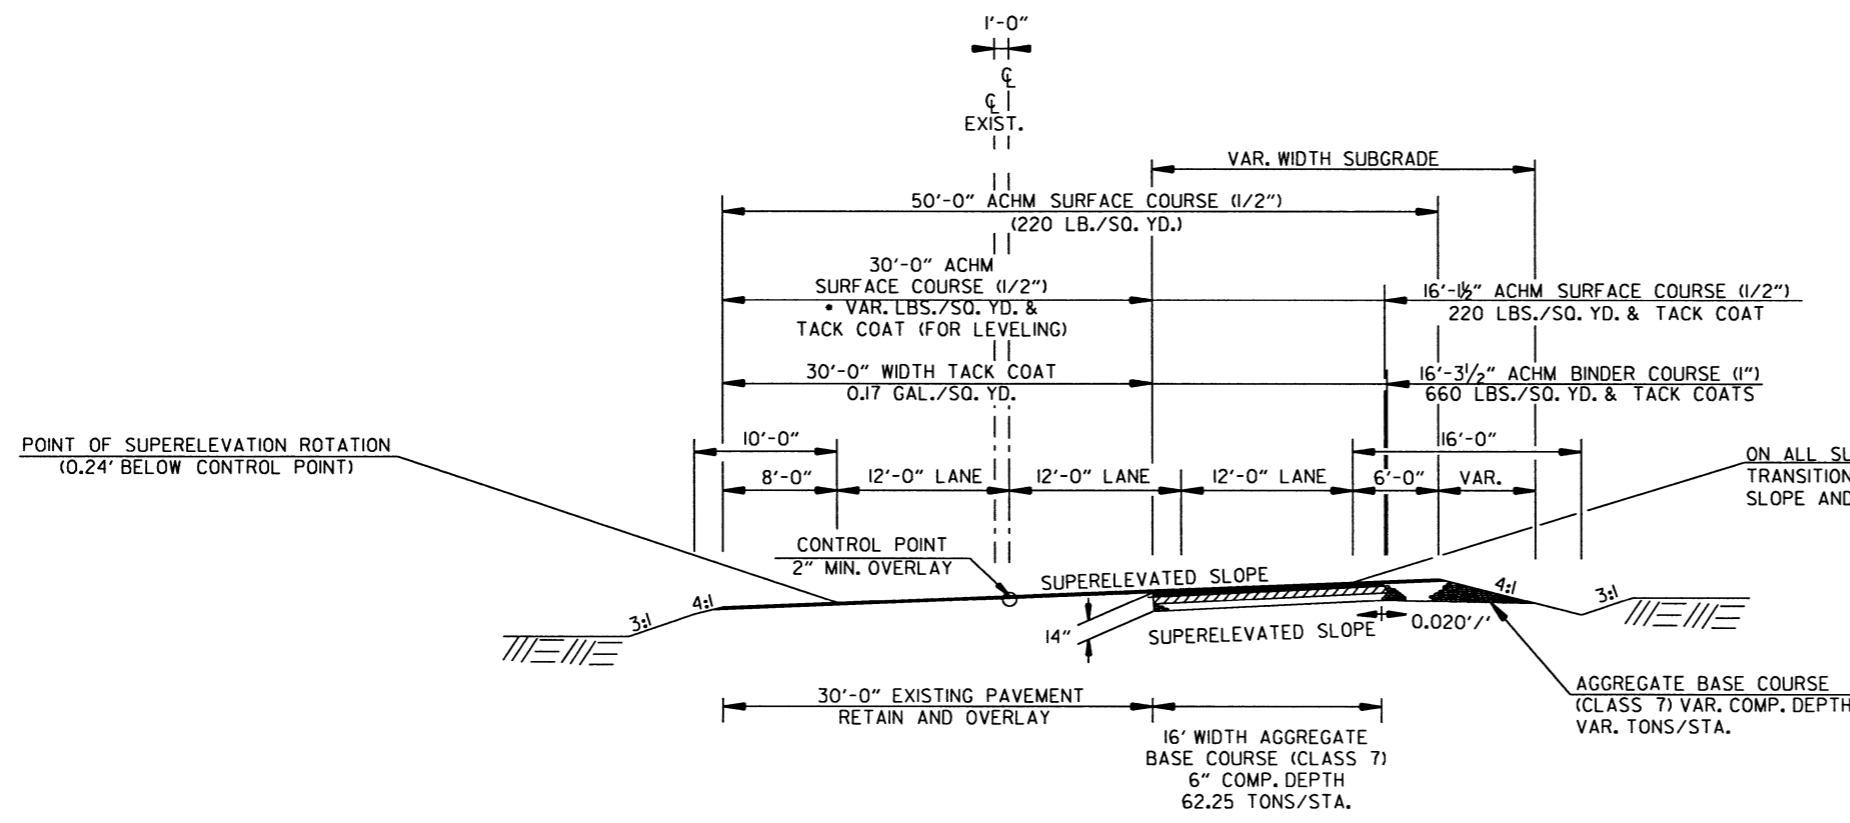 1'-0"
℄
℄
EXIST.
VAR. WIDTH SUBGRADE
50'-0" ACHM SURFACE COURSE (1/2")
(220 LB./SQ. YD.)
30'-0" ACHM
SURFACE COURSE (1/2")
• VAR. LBS./SQ. YD. &
TACK COAT (FOR LEVELING)
16'-1½" ACHM SURFACE COURSE (1/2")
220 LBS./SQ. YD. & TACK COAT
30'-0" WIDTH TACK COAT
0.17 GAL./SQ. YD.
16'-3½" ACHM BINDER COURSE (1")
660 LBS./SQ. YD. & TACK COATS
POINT OF SUPERELEVATION ROTATION
(0.24' BELOW CONTROL POINT)
10'-0"
16'-0"
8'-0"
12'-0" LANE
12'-0" LANE
12'-0" LANE
6'-0"
VAR.
ON ALL SU
TRANSITION
SLOPE AND
CONTROL POINT
2" MIN. OVERLAY
SUPERELEVATED SLOPE
3:1
4:1
4:1
3:1
14"
SUPERELEVATED SLOPE
0.020'/'
30'-0" EXISTING PAVEMENT
RETAIN AND OVERLAY
AGGREGATE BASE COURSE
(CLASS 7) VAR. COMP. DEPTH
VAR. TONS/STA.
16' WIDTH AGGREGATE
BASE COURSE (CLASS 7)
6" COMP. DEPTH
62.25 TONS/STA.